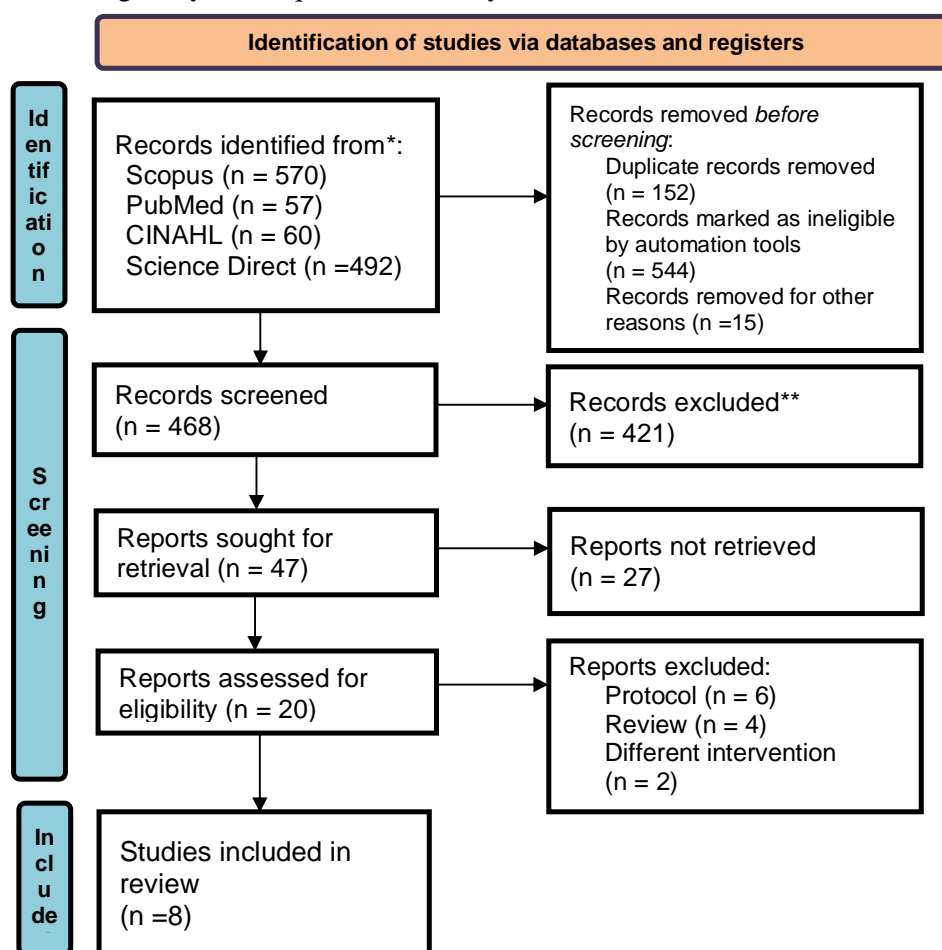 Identification of studies via databases and registers
Id
en
tif
ic
ati
o
n
Records identified from*:
Scopus (n = 570)
PubMed (n = 57)
CINAHL (n = 60)
Science Direct (n =492)
Records removed before
screening:
Duplicate records removed
(n = 152)
Records marked as ineligible
by automation tools
(n = 544)
Records removed for other
reasons (n =15)
S
cr
ee
ni
n
g
Records screened
(n = 468)
Records excluded**
(n = 421)
Reports sought for
retrieval (n = 47)
Reports not retrieved
(n = 27)
Reports assessed for
eligibility (n = 20)
Reports excluded:
Protocol (n = 6)
Review (n = 4)
Different intervention
(n = 2)
In
cl
u
de
Studies included in
review
(n =8)